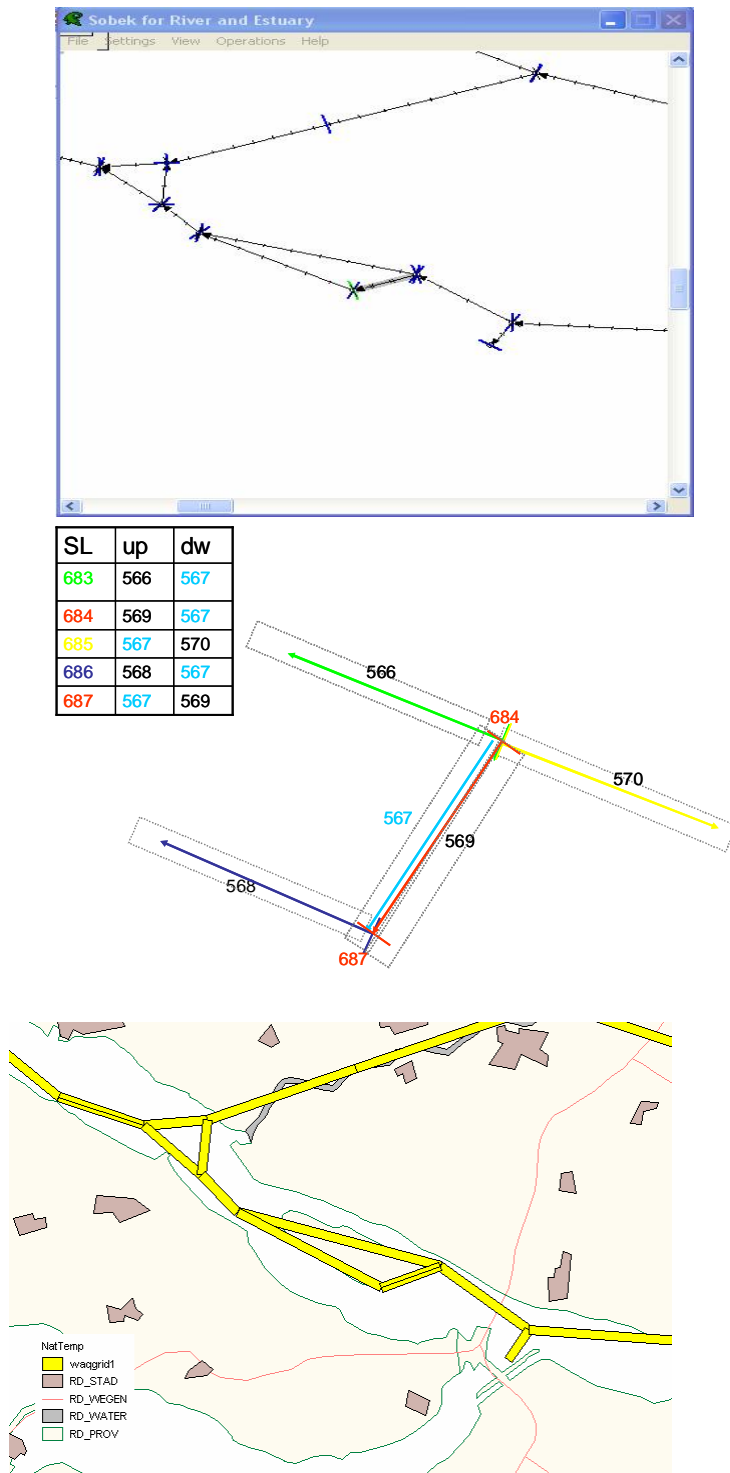 Sobek for River and Estuary
File Settings View Operations Help
SL up dw
683 566 567
684 569 567
685 567 570
686 568 567
687 567 569
566
684
570
567
569
568
687
NatTemp
waqgrid1
RD_STAD
RD_WEGEN
RD_WATER
RD_PROV